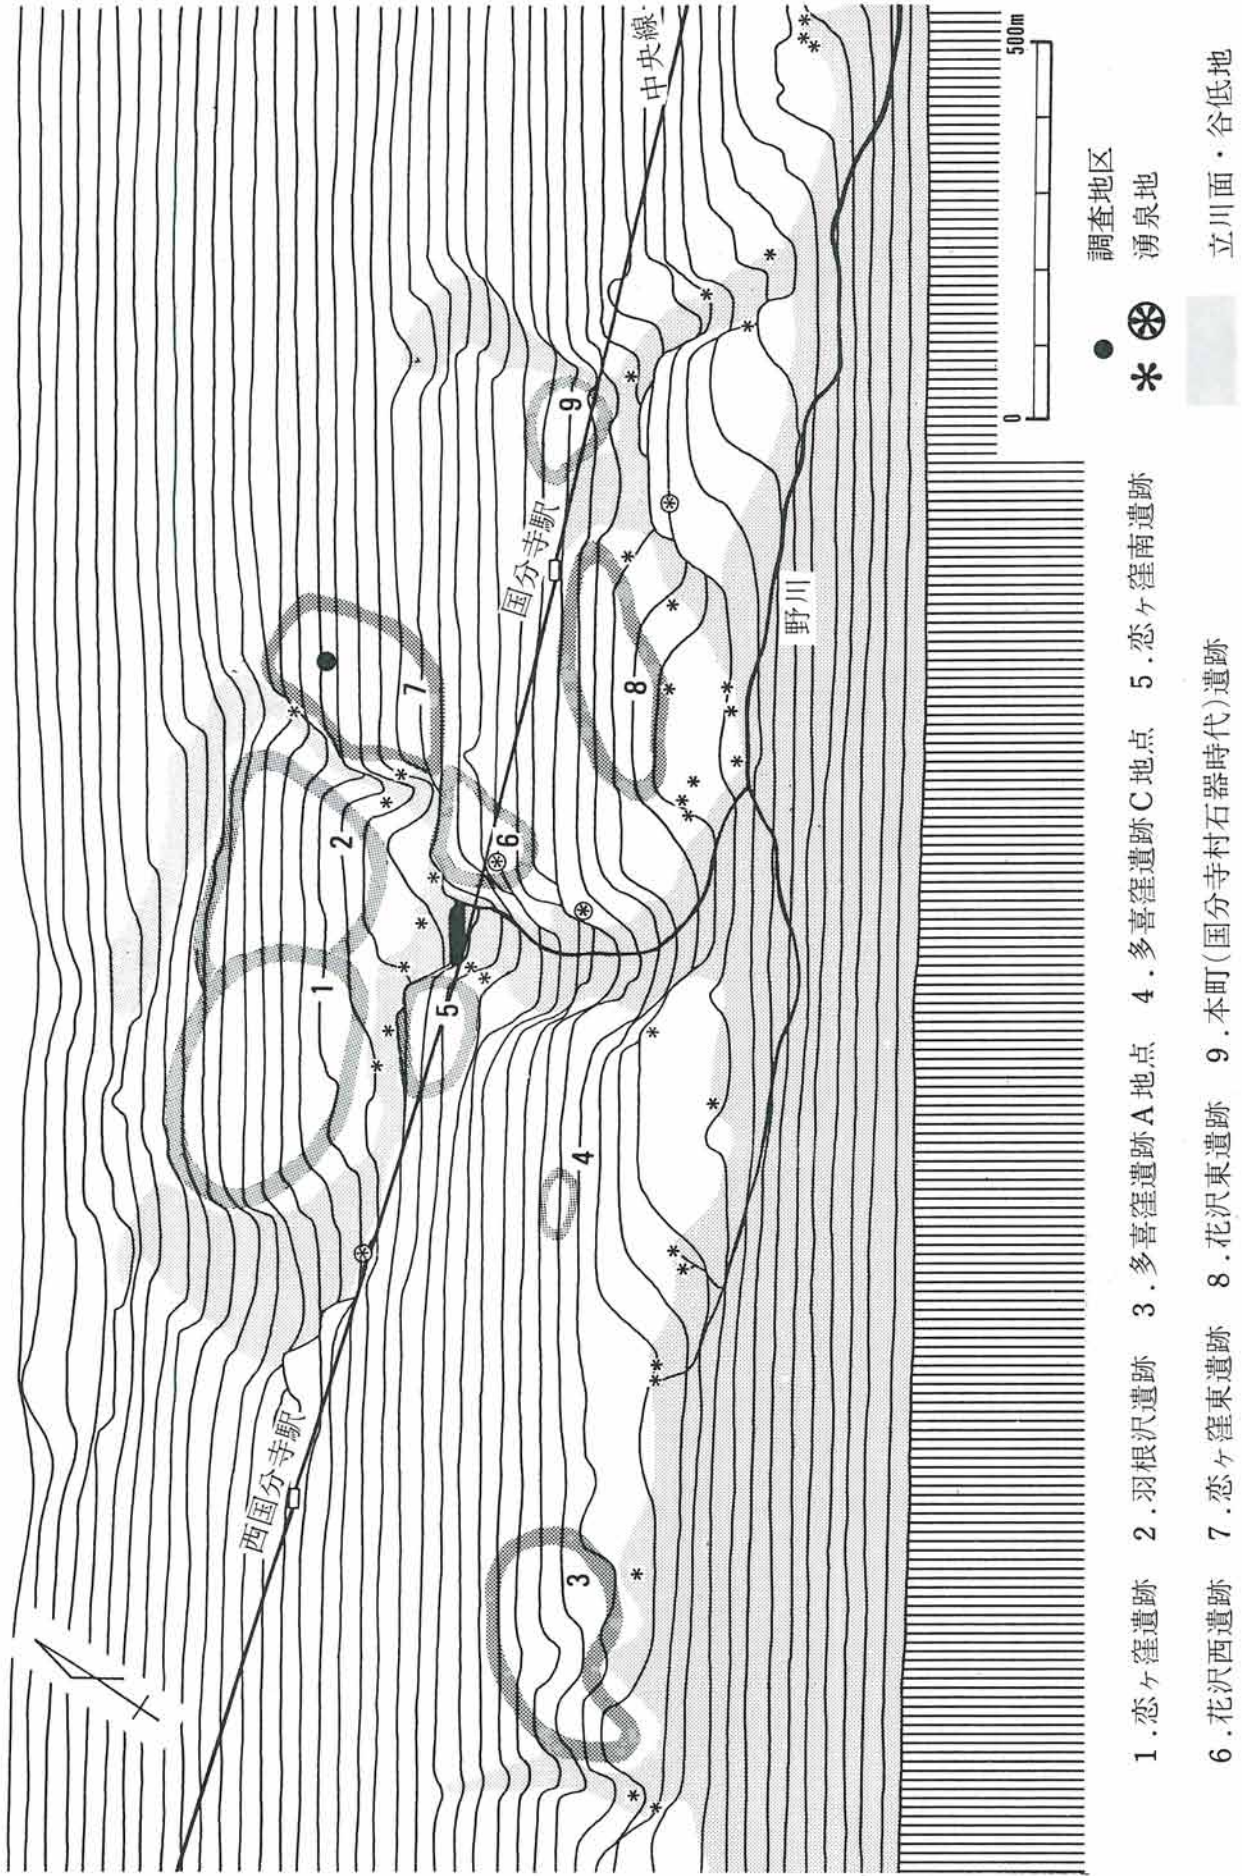 中央線
国分寺駅
西国分寺駅
野川
1
2
3
4
5
6
7
8
9
0 500m
調査地区
湧泉地
立川面・谷低地
1.恋ヶ窪遺跡 2.羽根沢遺跡 3.多喜窪遺跡A地点 4.多喜窪遺跡C地点 5.恋ヶ窪南遺跡
6.花沢西遺跡 7.恋ヶ窪東遺跡 8.花沢東遺跡 9.本町(国分寺村石器時代)遺跡